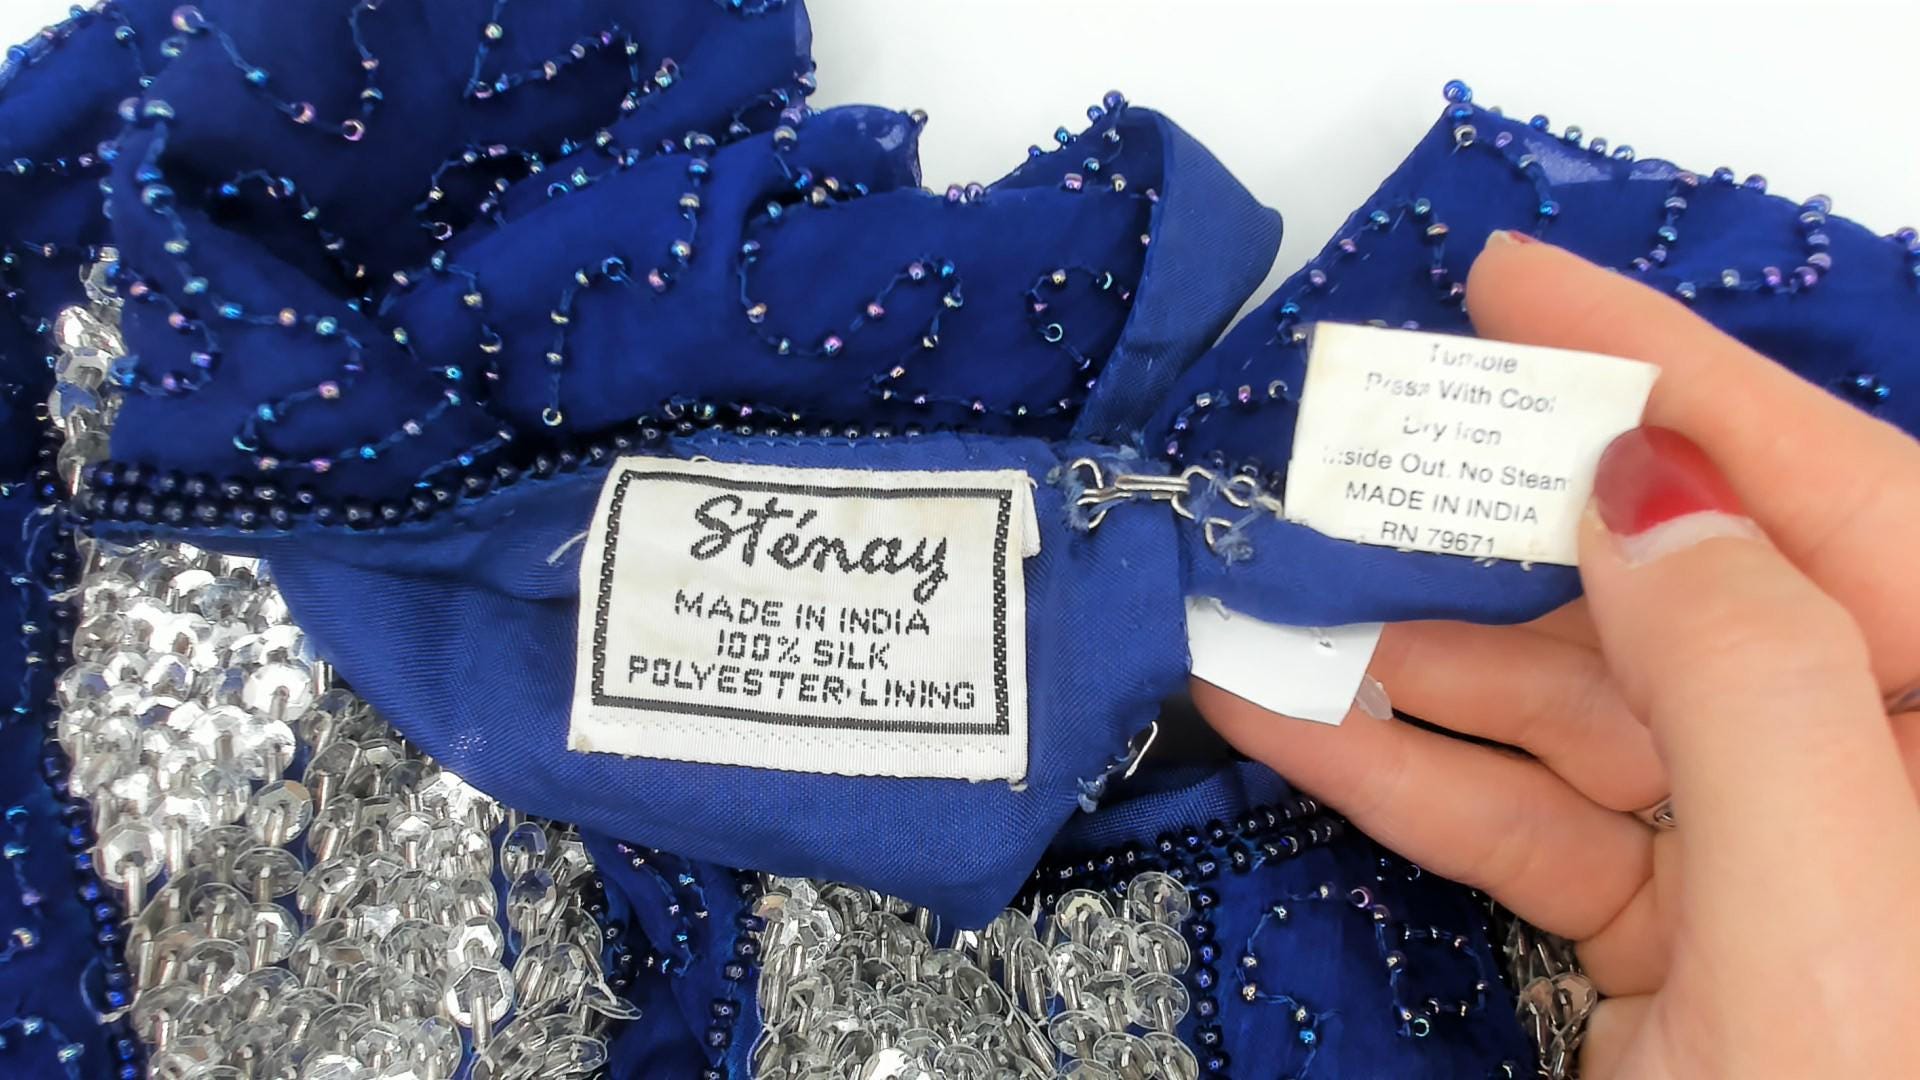 Sténay
MADE IN INDIA
100% SILK
POLYESTER·LINING
Tumble
Press With Cool
Dry Iron
Inside Out. No Steam
MADE IN INDIA
RN 79671